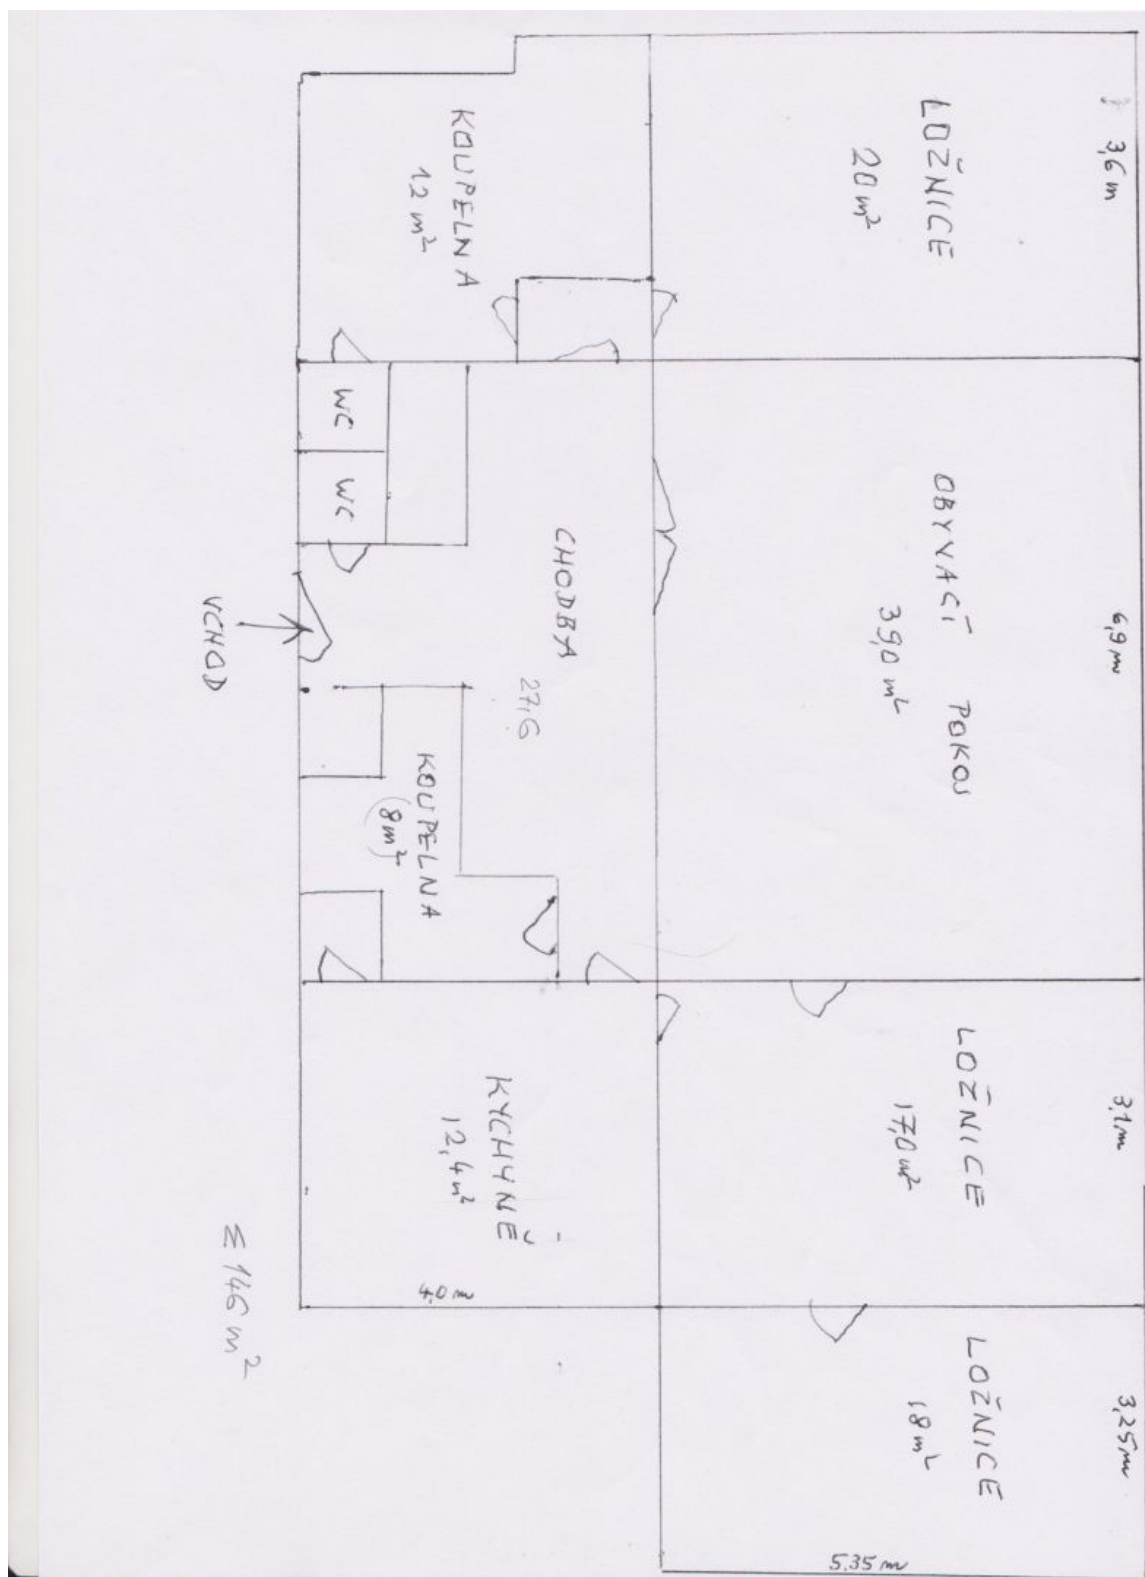 3,6 m
6,9 m
3,1 m
3,25 m
LOŽNICE
20 m²
OBYVACÍ POKOJ
39,0 m²
LOŽNICE
17,0 m²
LOŽNICE
18 m²
5,35 m
KOUPELNA
12 m²
CHODBA
27,6
WC
WC
KOUPELNA
(8 m²)
KYCHYNĚ
12,4 m²
4,0 m
VCHOD
Σ 146 m²